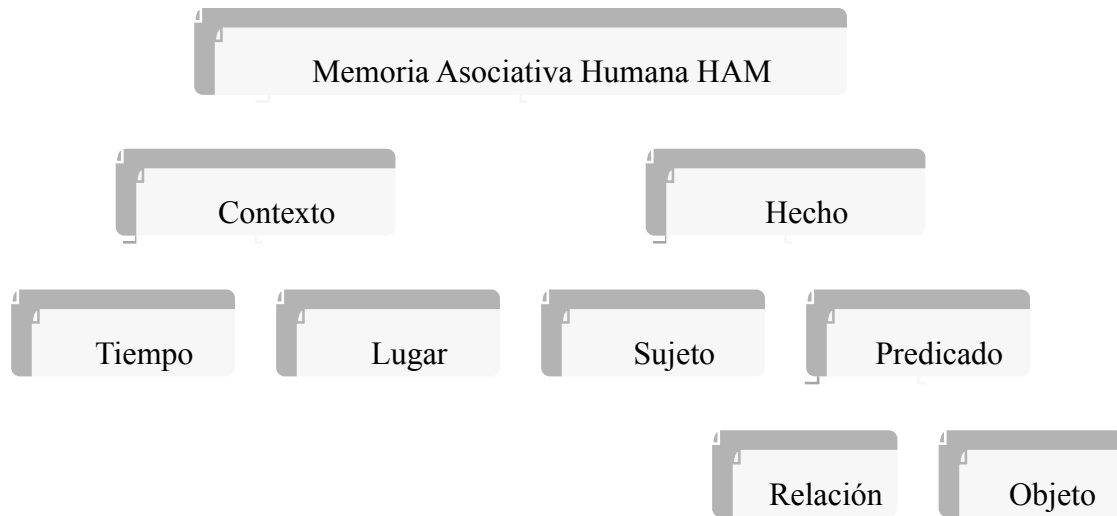 Memoria Asociativa Humana HAM
Contexto
Hecho
Tiempo
Lugar
Sujeto
Predicado
Relación
Objeto